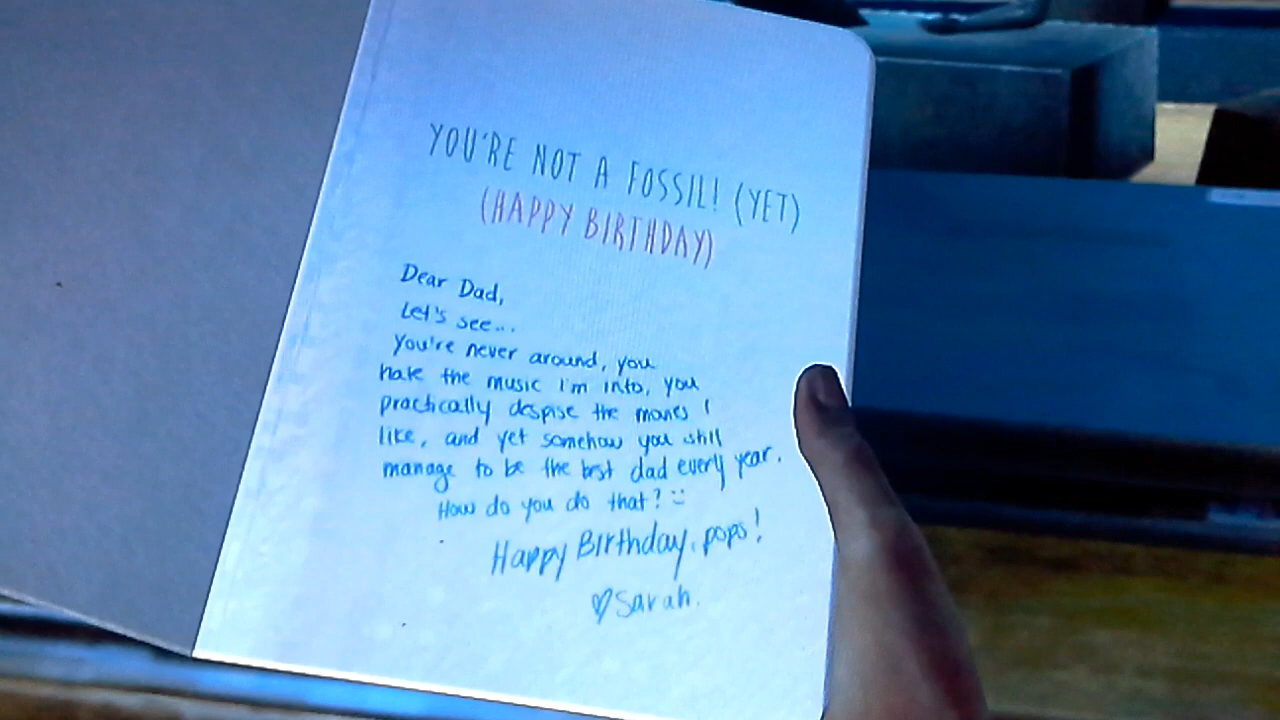 YOU'RE NOT A FOSSIL! (YET)
(HAPPY BIRTHDAY)
Dear Dad,
Let's see...
You're never around, you
hate the music I'm into, you
practically despise the movies I
like, and yet somehow you still
manage to be the best dad every year.
How do you do that? :)
Happy Birthday, pops!
♡Sarah.